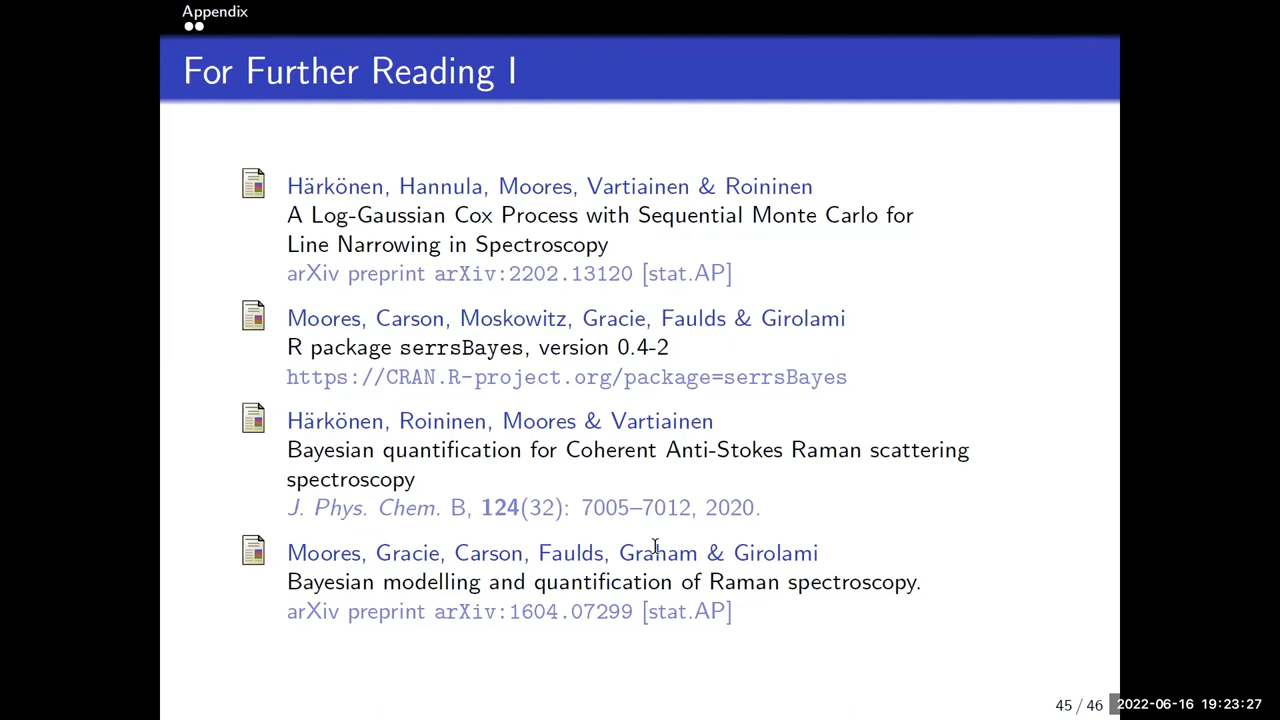 Appendix
For Further Reading I
Härkönen, Hannula, Moores, Vartiainen & Roininen
A Log-Gaussian Cox Process with Sequential Monte Carlo for
Line Narrowing in Spectroscopy
arXiv preprint arXiv:2202.13120 [stat.AP]
Moores, Carson, Moskowitz, Gracie, Faulds & Girolami
R package serrsBayes, version 0.4-2
https://CRAN.R-project.org/package=serrsBayes
Härkönen, Roininen, Moores & Vartiainen
Bayesian quantification for Coherent Anti-Stokes Raman scattering
spectroscopy
J. Phys. Chem. B, 124(32): 7005–7012, 2020.
Moores, Gracie, Carson, Faulds, Graham & Girolami
Bayesian modelling and quantification of Raman spectroscopy.
arXiv preprint arXiv:1604.07299 [stat.AP]
45 / 46
2022-06-16 19:23:27